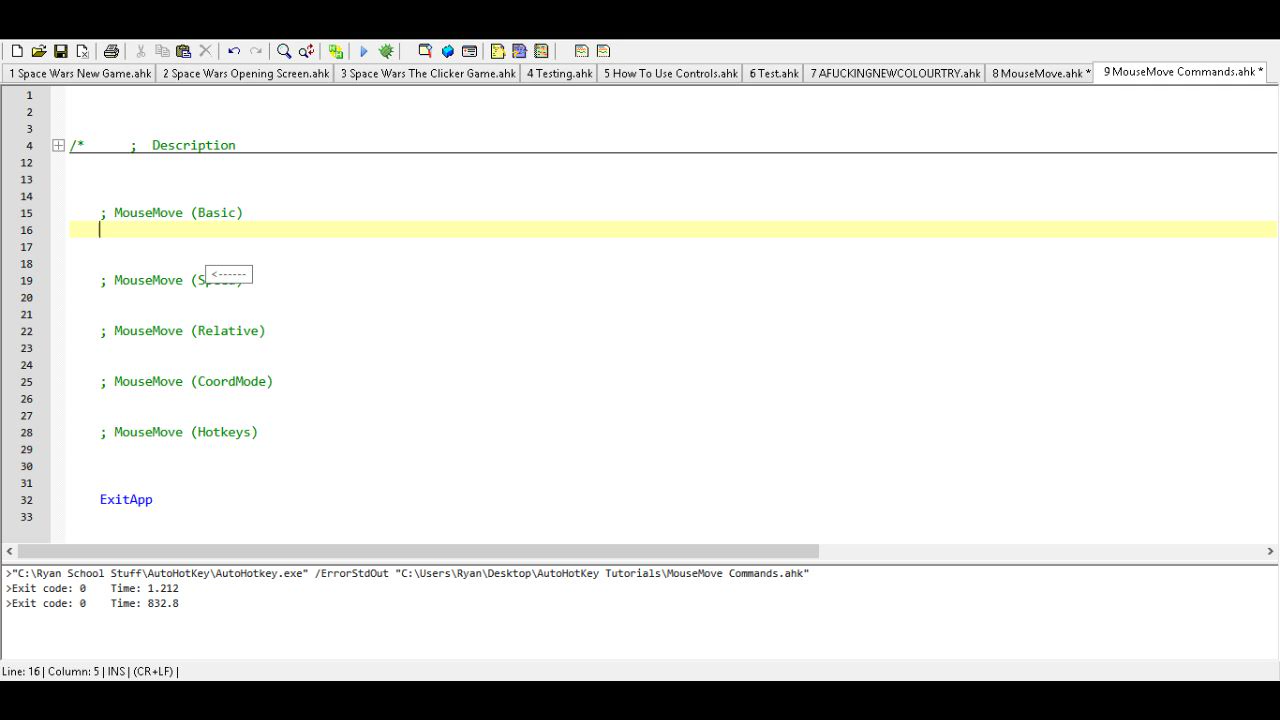 1 Space Wars New Game.ahk 2 Space Wars Opening Screen.ahk 3 Space Wars The Clicker Game.ahk 4 Testing.ahk 5 How To Use Controls.ahk 6 Test.ahk 7 AFUCKINGNEWCOLOURTRY.ahk 8 MouseMove.ahk * 9 MouseMove Commands.ahk *
1
2
3
4 /* ; Description
12
13
14
15 ; MouseMove (Basic)
16
17
18
<------
19 ; MouseMove (S
20
21
22 ; MouseMove (Relative)
23
24
25 ; MouseMove (CoordMode)
26
27
28 ; MouseMove (Hotkeys)
29
30
31
32 ExitApp
33
>"C:\Ryan School Stuff\AutoHotKey\AutoHotkey.exe" /ErrorStdOut "C:\Users\Ryan\Desktop\AutoHotKey Tutorials\MouseMove Commands.ahk"
>Exit code: 0 Time: 1.212
>Exit code: 0 Time: 832.8
Line: 16 | Column: 5 | INS | (CR+LF) |